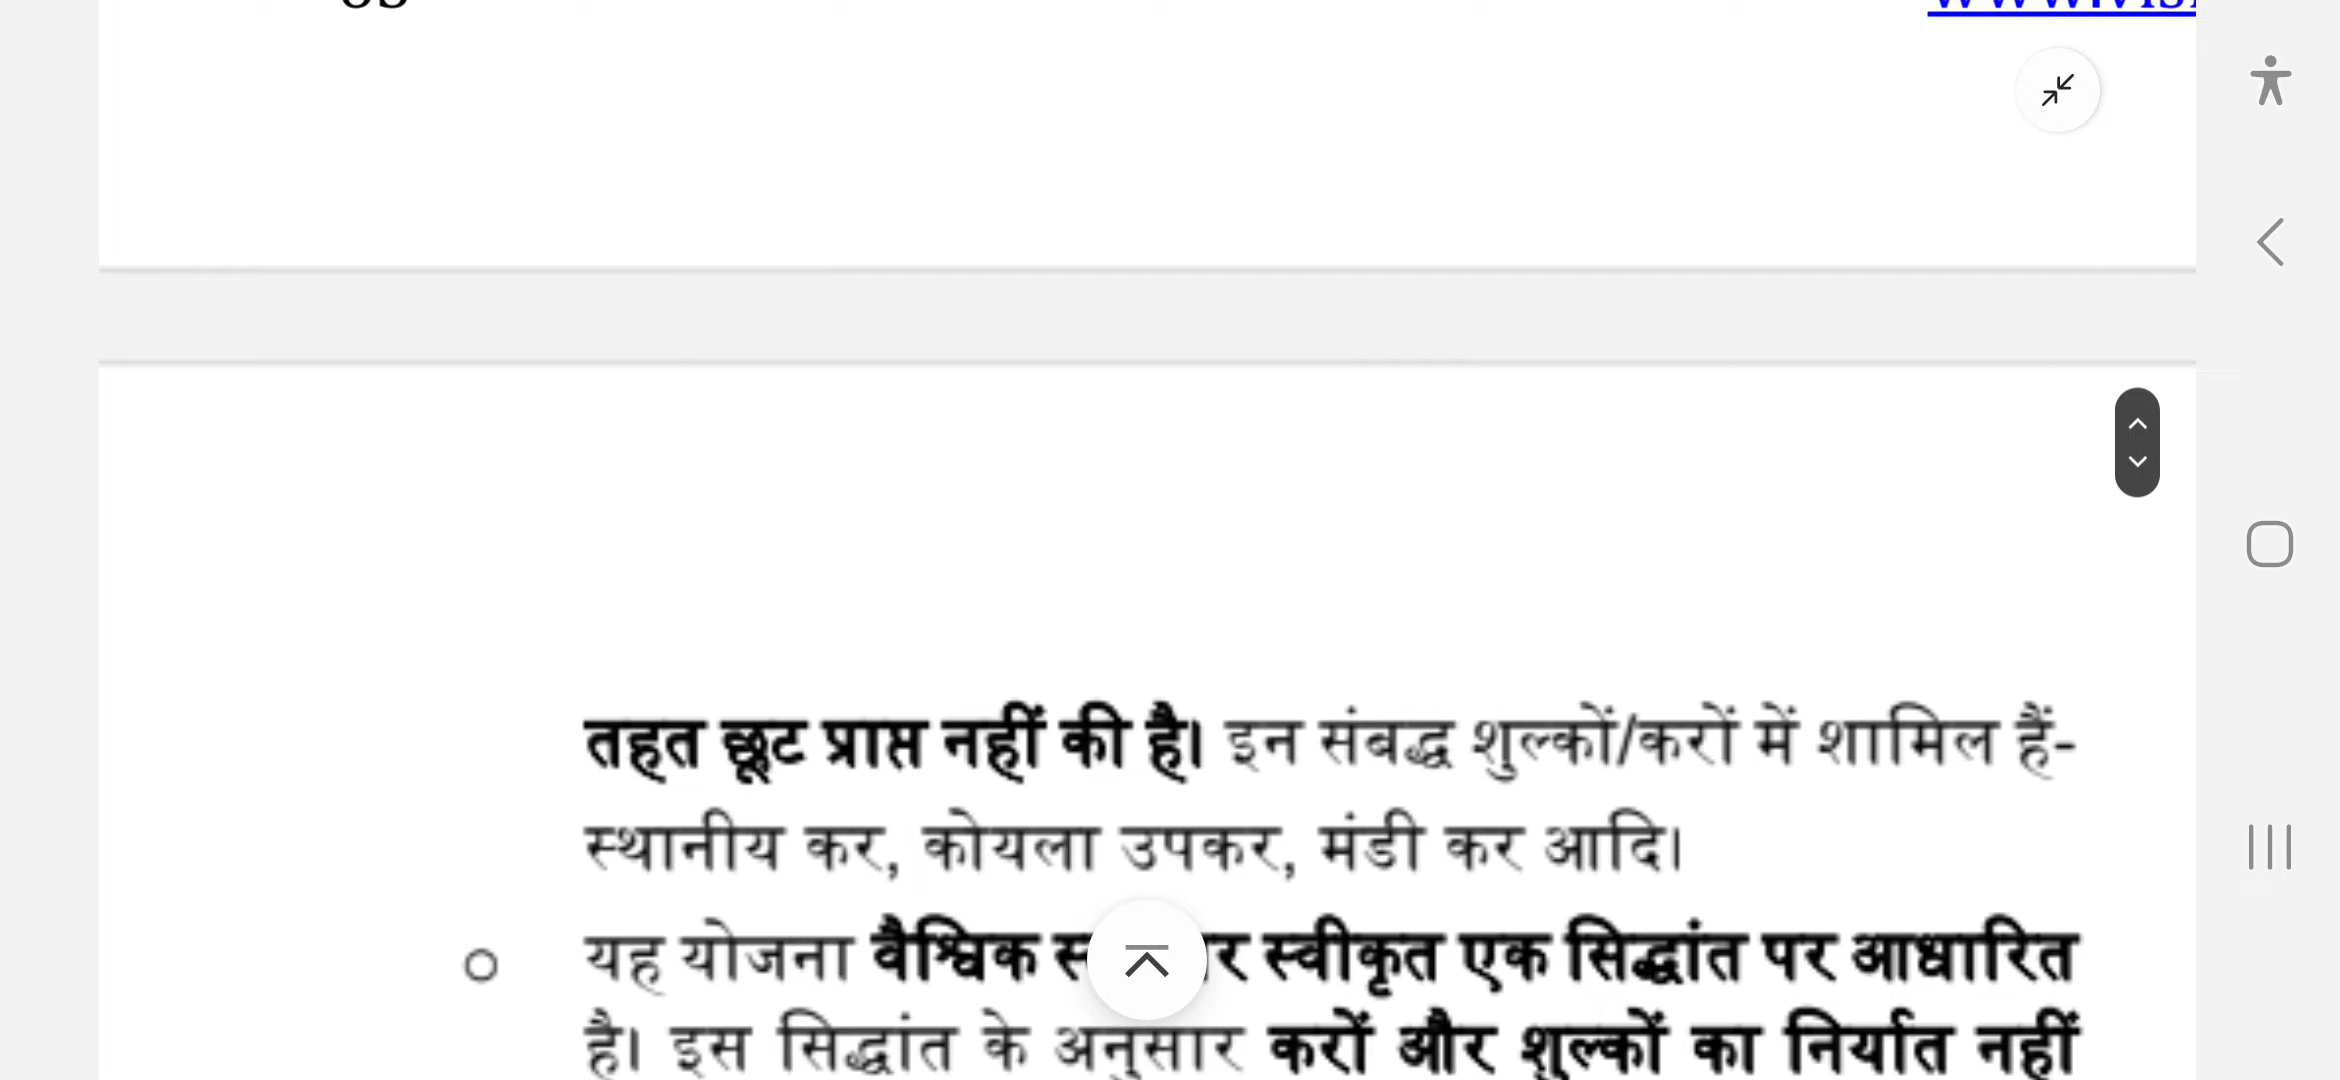 तहत छूट प्राप्त नहीं की है। इन संबद्ध शुल्कों/करों में शामिल हैं-
स्थानीय कर, कोयला उपकर, मंडी कर आदि।
○ यह योजना वैश्विक स्वीकृत एक सिद्धांत पर आधारित
है। इस सिद्धांत के अनुसार करों और शुल्कों का निर्यात नहीं